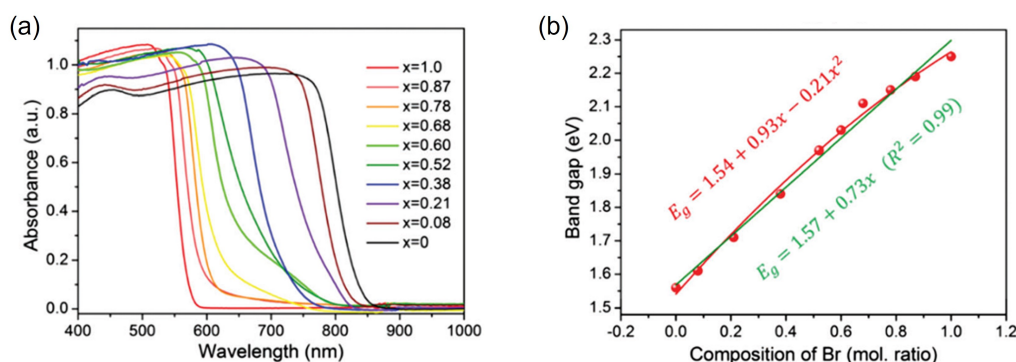 (a)
Absorbance (a.u.)
1.0
0.8
0.6
0.4
0.2
0.0
400
500
600
700
800
900
1000
Wavelength (nm)
x=1.0
x=0.87
x=0.78
x=0.68
x=0.60
x=0.52
x=0.38
x=0.21
x=0.08
x=0
(b)
Band gap (eV)
2.3
2.2
2.1
2.0
1.9
1.8
1.7
1.6
1.5
-0.2
0.0
0.2
0.4
0.6
0.8
1.0
1.2
Composition of Br (mol. ratio)
E_g = 1.54 + 0.93x − 0.21x²
E_g = 1.57 + 0.73x (R² = 0.99)